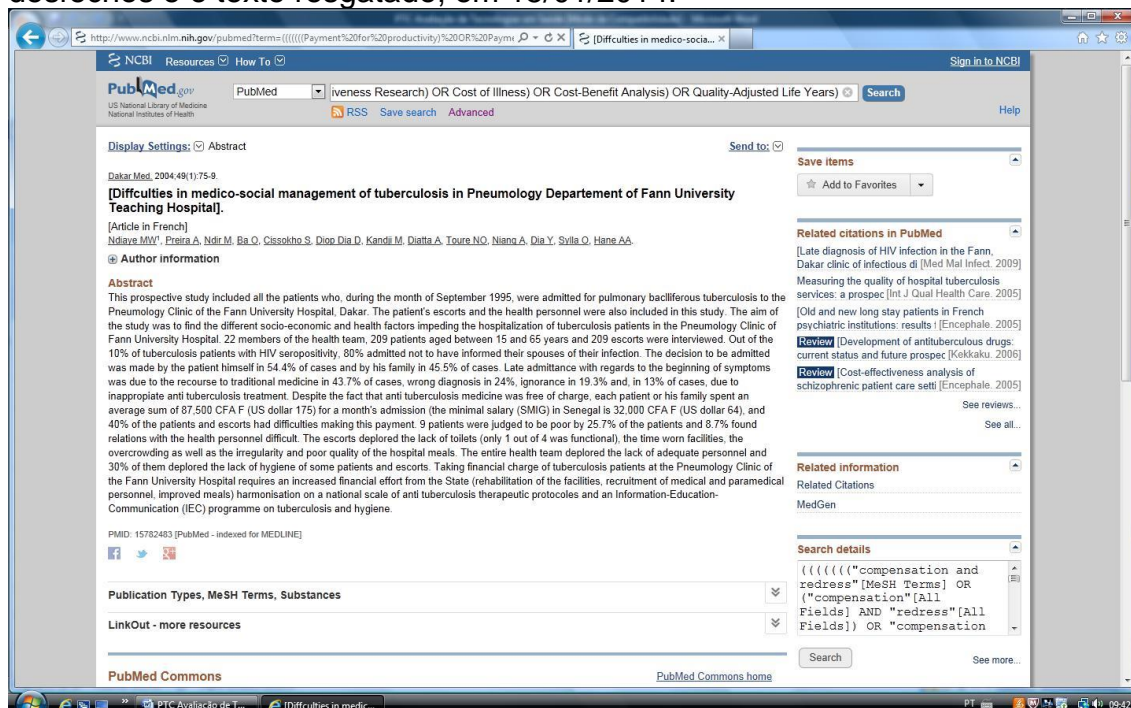 desfechos e o texto resgatado, em 18/04/2014.
http://www.ncbi.nlm.nih.gov/pubmed?term=(((((((Payment%20for%20productivity)%20OR%20Payme
[Diffculties in medico-socia...
NCBI Resources How To
Sign in to NCBI
PubMed.gov
US National Library of Medicine
National Institutes of Health
PubMed
iveness Research) OR Cost of Illness) OR Cost-Benefit Analysis) OR Quality-Adjusted Life Years)
Search
RSS Save search Advanced
Help
Display Settings: Abstract
Send to:
Dakar Med. 2004;49(1):75-9.
[Diffculties in medico-social management of tuberculosis in Pneumology Departement of Fann University
Teaching Hospital].
[Article in French]
Ndiaye MW1, Preira A, Ndir M, Ba O, Cissokho S, Diop Dia D, Kandji M, Diatta A, Toure NO, Niang A, Dia Y, Sylla O, Hane AA.
Author information
Abstract
This prospective study included all the patients who, during the month of September 1995, were admitted for pulmonary baclliferous tuberculosis to the
Pneumology Clinic of the Fann University Hospital, Dakar. The patient's escorts and the health personnel were also included in this study. The aim of
the study was to find the different socio-economic and health factors impeding the hospitalization of tuberculosis patients in the Pneumology Clinic of
Fann University Hospital. 22 members of the health team, 209 patients aged between 15 and 65 years and 209 escorts were interviewed. Out of the
10% of tuberculosis patients with HIV seropositivity, 80% admitted not to have informed their spouses of their infection. The decision to be admitted
was made by the patient himself in 54.4% of cases and by his family in 45.5% of cases. Late admittance with regards to the beginning of symptoms
was due to the recourse to traditional medicine in 43.7% of cases, wrong diagnosis in 24%, ignorance in 19.3% and, in 13% of cases, due to
inappropiate anti tuberculosis treatment. Despite the fact that anti tuberculosis medicine was free of charge, each patient or his family spent an
average sum of 87,500 CFA F (US dollar 175) for a month's admission (the minimal salary (SMIG) in Senegal is 32,000 CFA F (US dollar 64), and
40% of the patients and escorts had difficulties making this payment. 9 patients were judged to be poor by 25.7% of the patients and 8.7% found
relations with the health personnel difficult. The escorts deplored the lack of toilets (only 1 out of 4 was functional), the time worn facilities, the
overcrowding as well as the irregularity and poor quality of the hospital meals. The entire health team deplored the lack of adequate personnel and
30% of them deplored the lack of hygiene of some patients and escorts. Taking financial charge of tuberculosis patients at the Pneumology Clinic of
the Fann University Hospital requires an increased financial effort from the State (rehabilitation of the facilities, recruitment of medical and paramedical
personnel, improved meals) harmonisation on a national scale of anti tuberculosis therapeutic protocoles and an Information-Education-
Communication (IEC) programme on tuberculosis and hygiene.
PMID: 15782483 [PubMed - indexed for MEDLINE]
Publication Types, MeSH Terms, Substances
LinkOut - more resources
PubMed Commons
PubMed Commons home
Save items
Add to Favorites
Related citations in PubMed
[Late diagnosis of HIV infection in the Fann,
Dakar clinic of infectious di [Med Mal Infect. 2009]
Measuring the quality of hospital tuberculosis
services: a prospec [Int J Qual Health Care. 2005]
[Old and new long stay patients in French
psychiatric institutions: results f [Encephale. 2005]
Review [Development of antituberculous drugs:
current status and future prospec [Kekkaku. 2006]
Review [Cost-effectiveness analysis of
schizophrenic patient care setti [Encephale. 2005]
See reviews...
See all...
Related information
Related Citations
MedGen
Search details
((((((("compensation and
redress"[MeSH Terms] OR
("compensation"[All
Fields] AND "redress"[All
Fields]) OR "compensation
Search
See more...
PTC Avaliação de T...
[Diffculties in medic...
PT
09:42